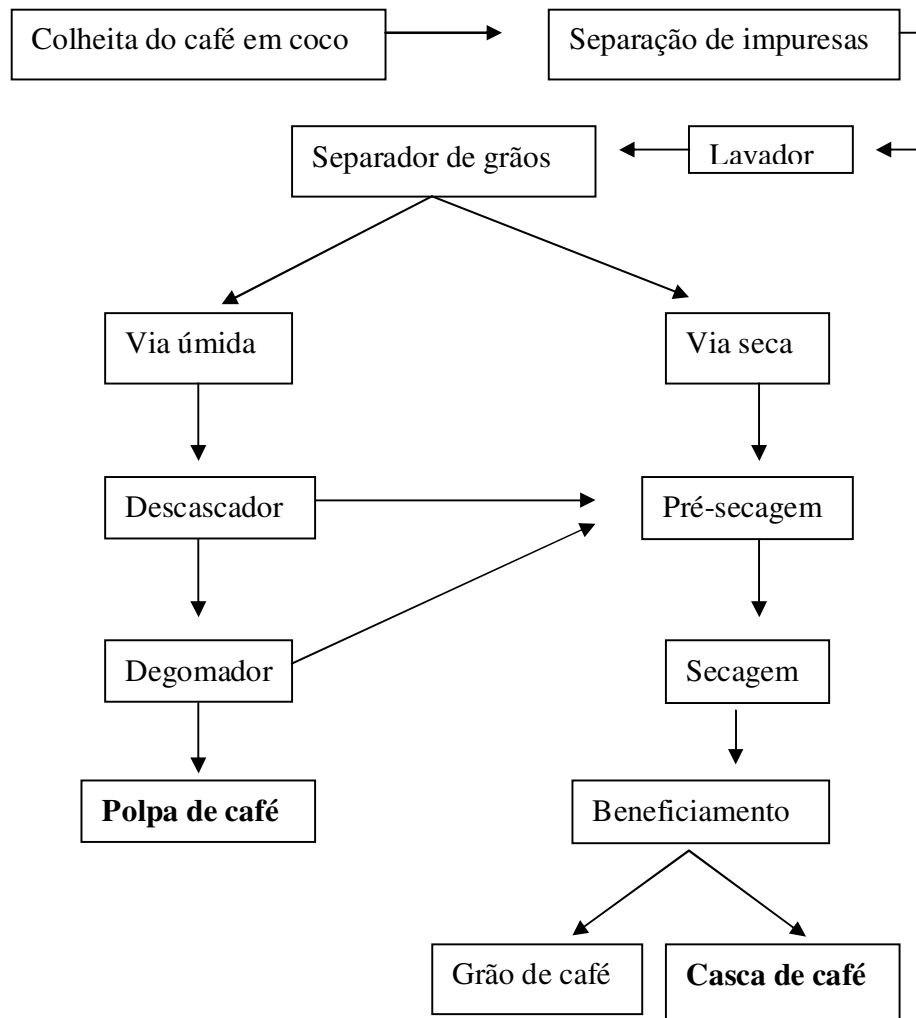 Colheita do café em coco
Separação de impuresas
Separador de grãos
Lavador
Via úmida
Via seca
Descascador
Pré-secagem
Degomador
Secagem
Polpa de café
Beneficiamento
Grão de café
Casca de café